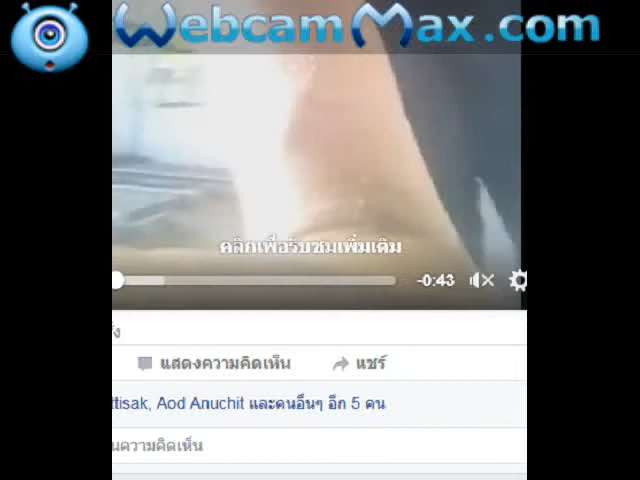 WebcamMax.com
คลิกเพื่อรับชมเพิ่มเติม
-0:43
แสดงความคิดเห็น แชร์
ttisak, Aod Anuchit และคนอื่นๆ อีก 5 คน
นความคิดเห็น